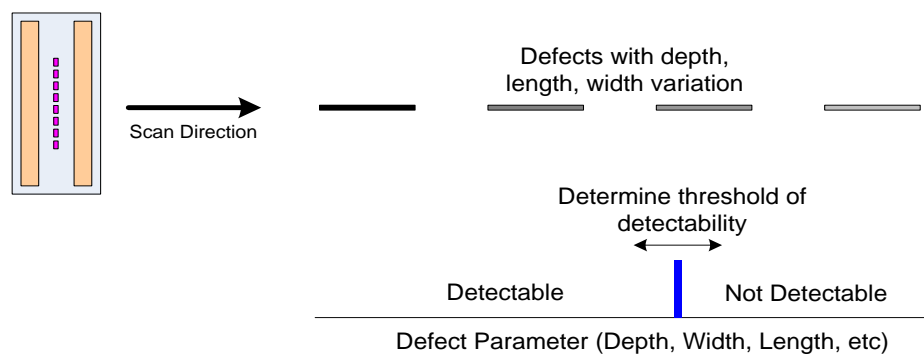 Defects with depth,
length, width variation
Scan Direction
Determine threshold of
detectability
Detectable
Not Detectable
Defect Parameter (Depth, Width, Length, etc)